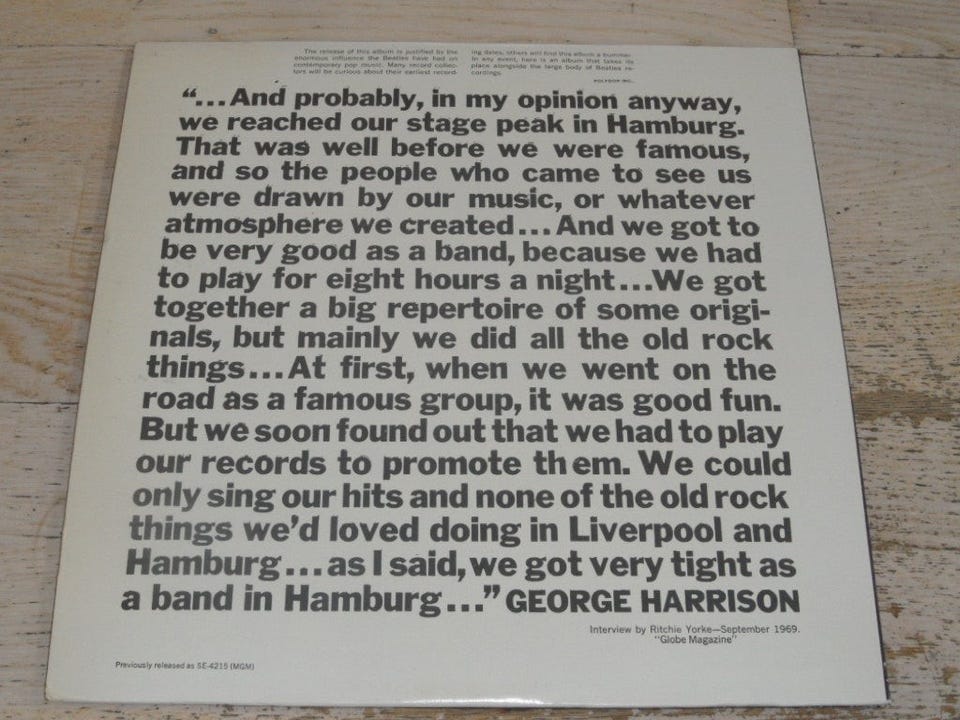 The release of this album is justified by the
enormous influence the Beatles have had on
contemporary pop music. Many record collec-
tors will be curious about their earliest record-
ing dates, others will find this album a bummer.
In any event, here is an album that takes its
place alongside the large body of Beatles re-
cordings.
POLYDOR INC.
“...And probably, in my opinion anyway,
we reached our stage peak in Hamburg.
That was well before we were famous,
and so the people who came to see us
were drawn by our music, or whatever
atmosphere we created...And we got to
be very good as a band, because we had
to play for eight hours a night...We got
together a big repertoire of some origi-
nals, but mainly we did all the old rock
things...At first, when we went on the
road as a famous group, it was good fun.
But we soon found out that we had to play
our records to promote them. We could
only sing our hits and none of the old rock
things we’d loved doing in Liverpool and
Hamburg...as I said, we got very tight as
a band in Hamburg...” GEORGE HARRISON
Interview by Ritchie Yorke—September 1969.
"Globe Magazine"
Previously released as SE-4215 (MGM)